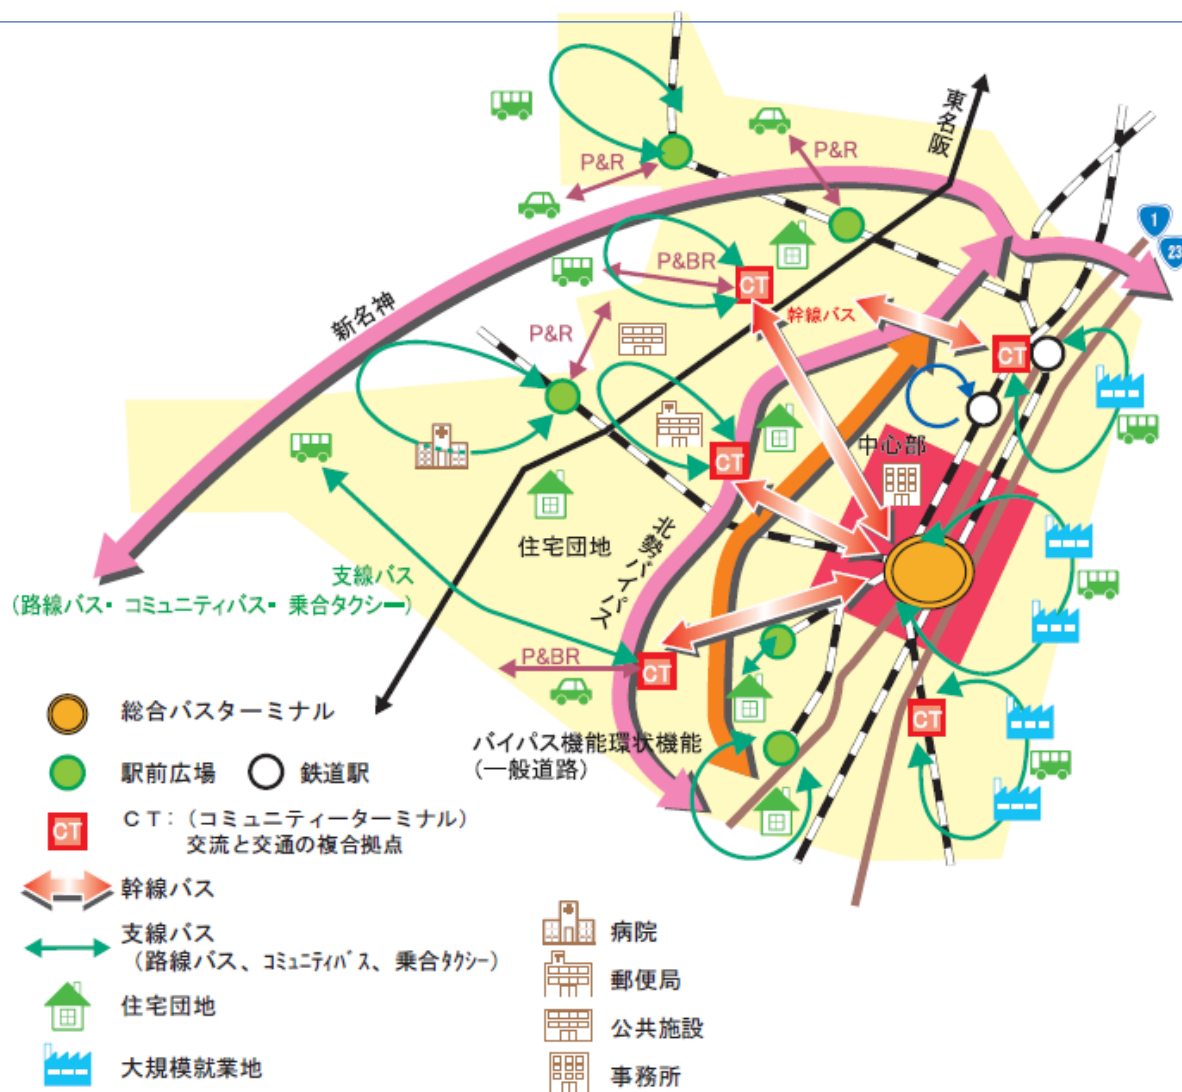 東名阪
1
23
P&R
P&R
P&BR
CT
新名神
P&R
幹線バス
CT
中心部
CT
住宅団地
北勢バイパス
支線バス
(路線バス・ コミュニティバス・ 乗合タクシー)
P&BR
CT
CT
総合バスターミナル
バイパス機能環状機能
(一般道路)
駅前広場
鉄道駅
CT
CT：(コミュニティーターミナル)
交流と交通の複合拠点
幹線バス
支線バス
(路線バス、ｺﾐｭﾆﾃｨﾊﾞｽ、乗合ﾀｸｼｰ)
住宅団地
大規模就業地
病院
郵便局
公共施設
事務所